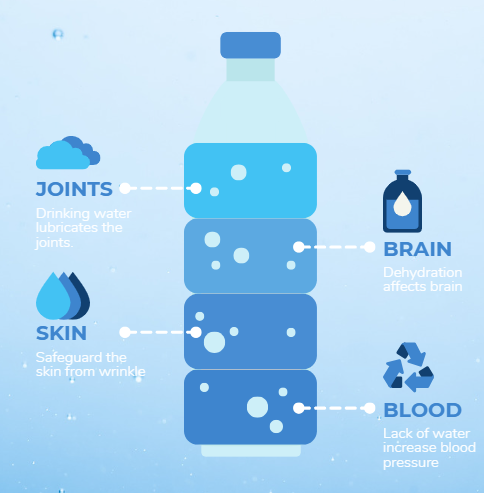 JOINTS
Drinking water
lubricates the
joints.
BRAIN
Dehydration
affects brain
SKIN
Safeguard the
skin from wrinkle
BLOOD
Lack of water
increase blood
pressure